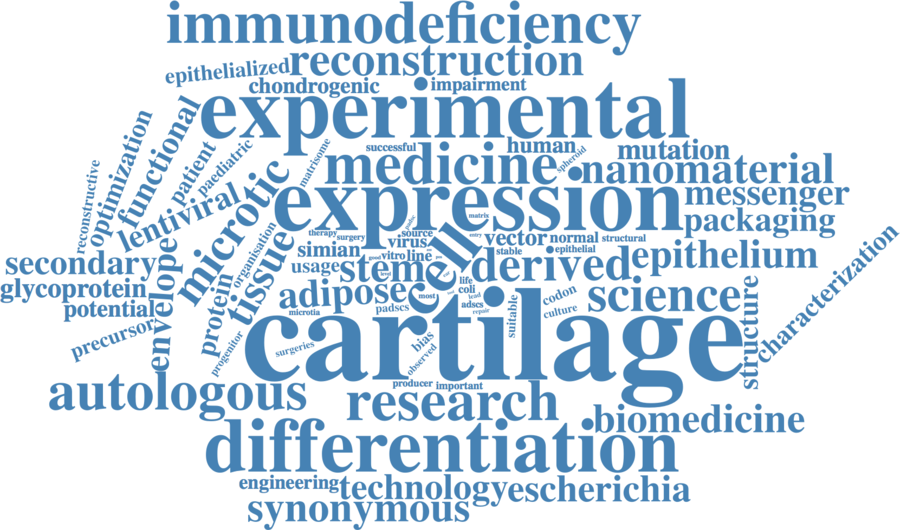 immunodeficiency
reconstruction
epithelialized
chondrogenic
impairment
experimental
functional
optimization
reconstructive
patient
paediatric
matrisome
successful
human
spheroid
mutation
medicine
nanomaterial
microtic
lentiviral
expression
messenger
packaging
matrix
therapy
surgery
source
virus
vector
normal
structural
entry
stable
epithelial
organisation
tissue
simian
usage
stem
vitro
line
cell
derived
epithelium
characterization
secondary
glycoprotein
potential
precursor
envelope
protein
progenitor
adipose
padscs
most
life
coli
lead
adscs
repair
suitable
codon
culture
science
structure
microtia
cartilage
surgeries
bias
observed
producer
important
autologous
research
biomedicine
differentiation
engineering
technology
escherichia
synonymous